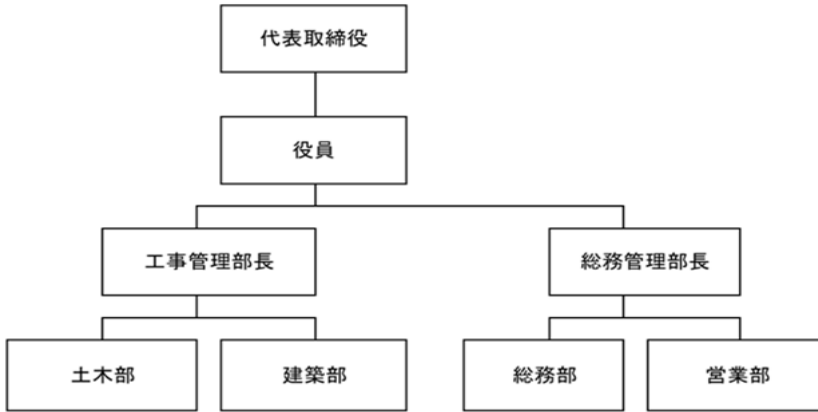 代表取締役
役員
工事管理部長
総務管理部長
土木部
建築部
総務部
営業部